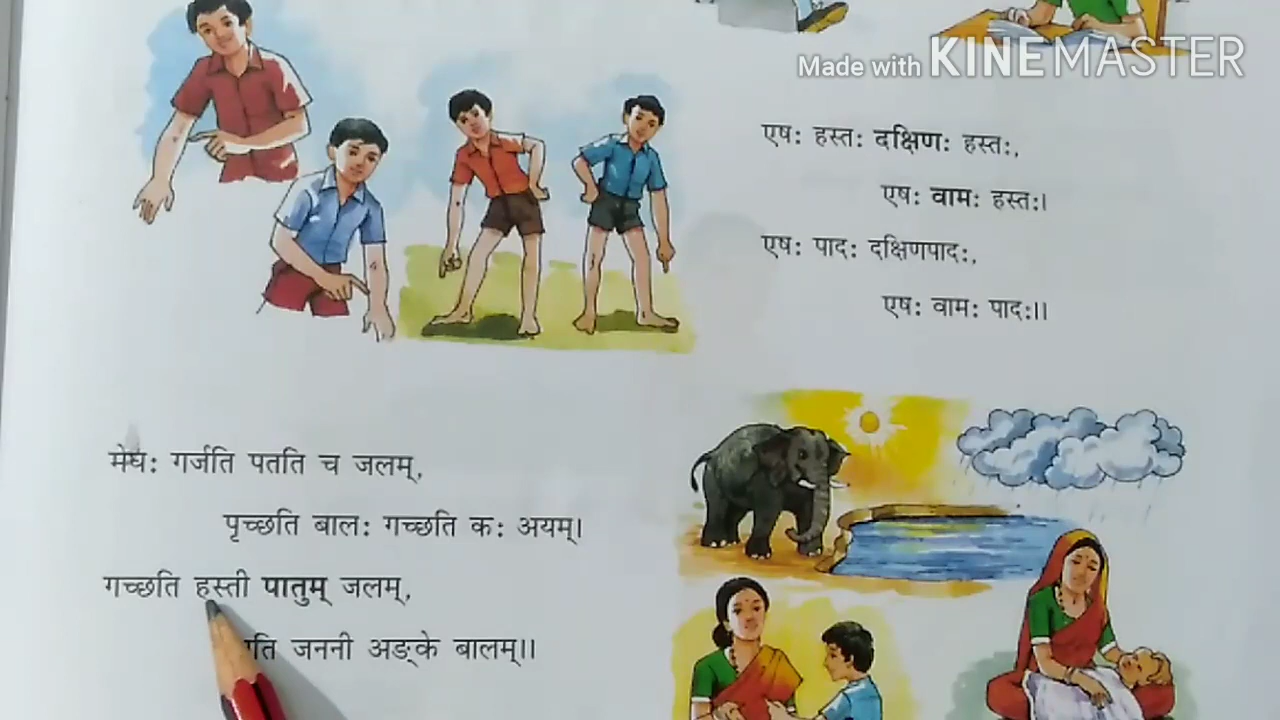 Made with KINEMASTER
एषः हस्तः दक्षिणः हस्तः,
एषः वामः हस्तः।
एषः पादः दक्षिणपादः,
एषः वामः पादः।।
मेघः गर्जति पतति च जलम्,
पृच्छति बालः गच्छति कः अयम्।
गच्छति हस्ती पातुम् जलम्,
जननी अङ्के बालम्।।